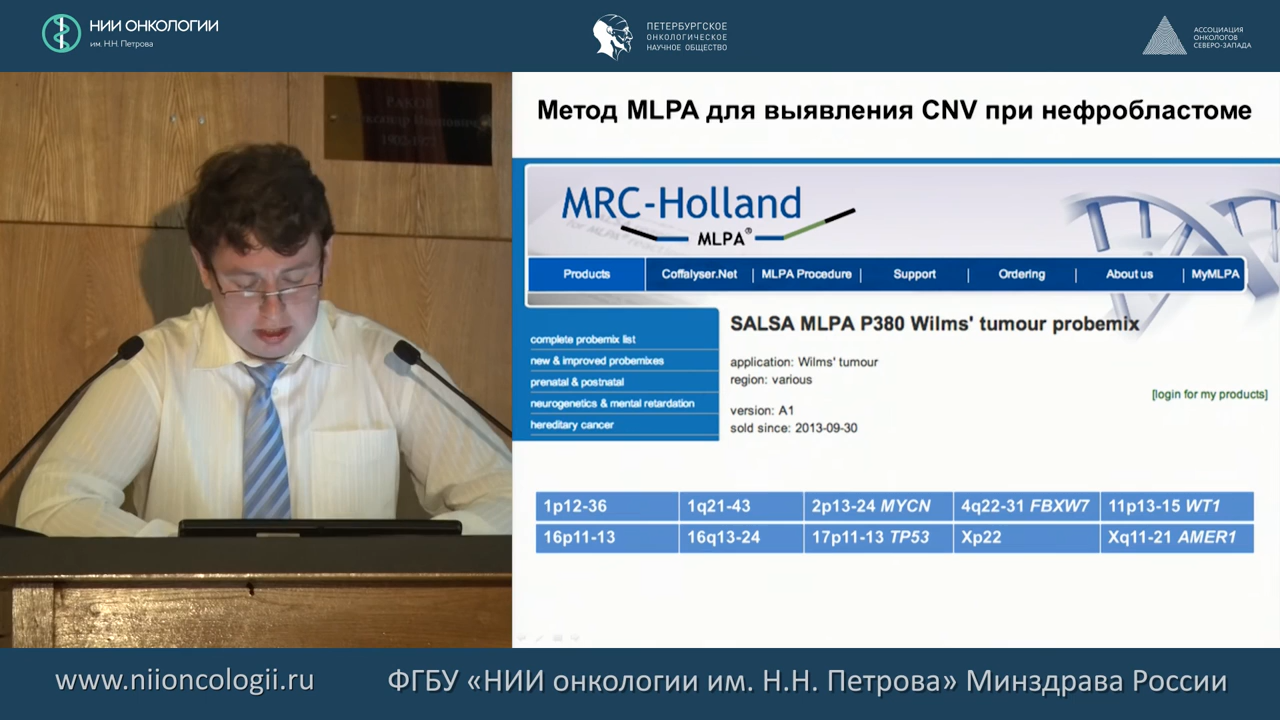 НИИ ОНКОЛОГИИ
им. Н.Н. Петрова
ПЕТЕРБУРГСКОЕ
ОНКОЛОГИЧЕСКОЕ
НАУЧНОЕ ОБЩЕСТВО
АССОЦИАЦИЯ
ОНКОЛОГОВ
СЕВЕРО-ЗАПАДА
Метод MLPA для выявления CNV при нефробластоме
MRC-Holland
MLPA®
Products
Coffalyser.Net | MLPA Procedure | Support | Ordering | About us | MyMLPA
complete probemix list
new & improved probemixes
prenatal & postnatal
neurogenetics & mental retardation
hereditary cancer
SALSA MLPA P380 Wilms' tumour probemix
application: Wilms' tumour
region: various
[login for my products]
version: A1
sold since: 2013-09-30
1p12-36 1q21-43 2p13-24 MYCN 4q22-31 FBXW7 11p13-15 WT1
16p11-13 16q13-24 17p11-13 TP53 Xp22 Xq11-21 AMER1
www.niioncologii.ru
ФГБУ «НИИ онкологии им. Н.Н. Петрова» Минздрава России